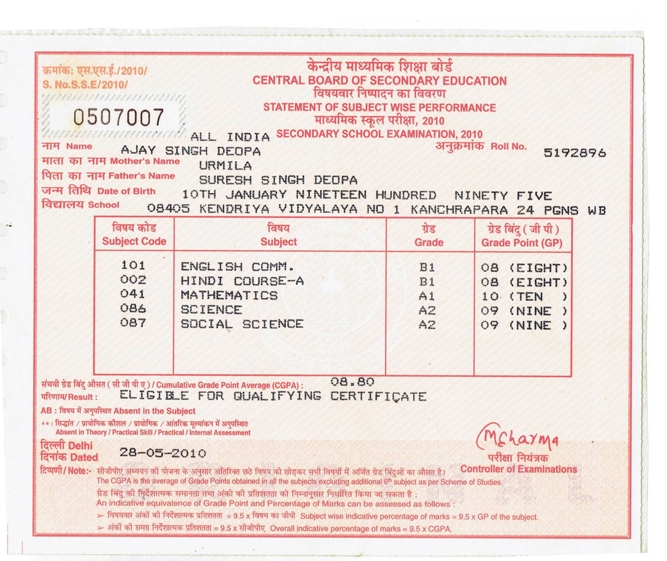 क्रमांक: एस.एस.ई./2010/
S. No.S.S.E/2010/
0507007
केन्द्रीय माध्यमिक शिक्षा बोर्ड
CENTRAL BOARD OF SECONDARY EDUCATION
विषयवार निष्पादन का विवरण
STATEMENT OF SUBJECT WISE PERFORMANCE
माध्यमिक स्कूल परीक्षा, 2010
ALL INDIA SECONDARY SCHOOL EXAMINATION, 2010
नाम Name AJAY SINGH DEOPA अनुक्रमांक Roll No. 5192896
माता का नाम Mother's Name URMILA
पिता का नाम Father's Name SURESH SINGH DEOPA
जन्म तिथि Date of Birth 10TH JANUARY NINETEEN HUNDRED NINETY FIVE
विद्यालय School 08405 KENDRIYA VIDYALAYA NO 1 KANCHRAPARA 24 PGNS WB
विषय कोड विषय ग्रेड ग्रेड बिंदु ( जी पी )
Subject Code Subject Grade Grade Point (GP)
101 ENGLISH COMM. B1 08 (EIGHT)
002 HINDI COURSE-A B1 08 (EIGHT)
041 MATHEMATICS A1 10 (TEN )
086 SCIENCE A2 09 (NINE )
087 SOCIAL SCIENCE A2 09 (NINE )
संचयी ग्रेड बिंदु औसत ( सी जी पी ए ) / Cumulative Grade Point Average (CGPA) : 08.80
परिणाम/Result : ELIGIBLE FOR QUALIFYING CERTIFICATE
AB : विषय में अनुपस्थित Absent in the Subject
** : सिद्धांत / प्रायोगिक कौशल / प्रायोगिक / आंतरिक मूल्यांकन में अनुपस्थित
Absent in Theory / Practical Skill / Practical / Internal Assessment
दिल्ली Delhi
दिनांक Dated 28-05-2010
MSharma
परीक्षा नियंत्रक
Controller of Examinations
टिप्पणी/Note:- सीजीपीए अध्ययन की योजना के अनुसार अतिरिक्त छठे विषय को छोड़कर सभी विषयों में अर्जित ग्रेड बिंदुओं का औसत है।
The CGPA is the average of Grade Points obtained in all the subjects excluding additional 6th subject as per Scheme of Studies.
ग्रेड बिंदु की निर्देशात्मक समानता तथा अंकों की प्रतिशतता को निम्नानुसार निर्धारित किया जा सकता है :
An indicative equivalence of Grade Point and Percentage of Marks can be assessed as follows :
➢ विषयवार अंकों की निर्देशात्मक प्रतिशतता = 9.5 x विषय का जीपी Subject wise indicative percentage of marks = 9.5 x GP of the subject.
➢ अंकों की समग्र निर्देशात्मक प्रतिशतता = 9.5 x सीजीपीए Overall indicative percentage of marks = 9.5 x CGPA.